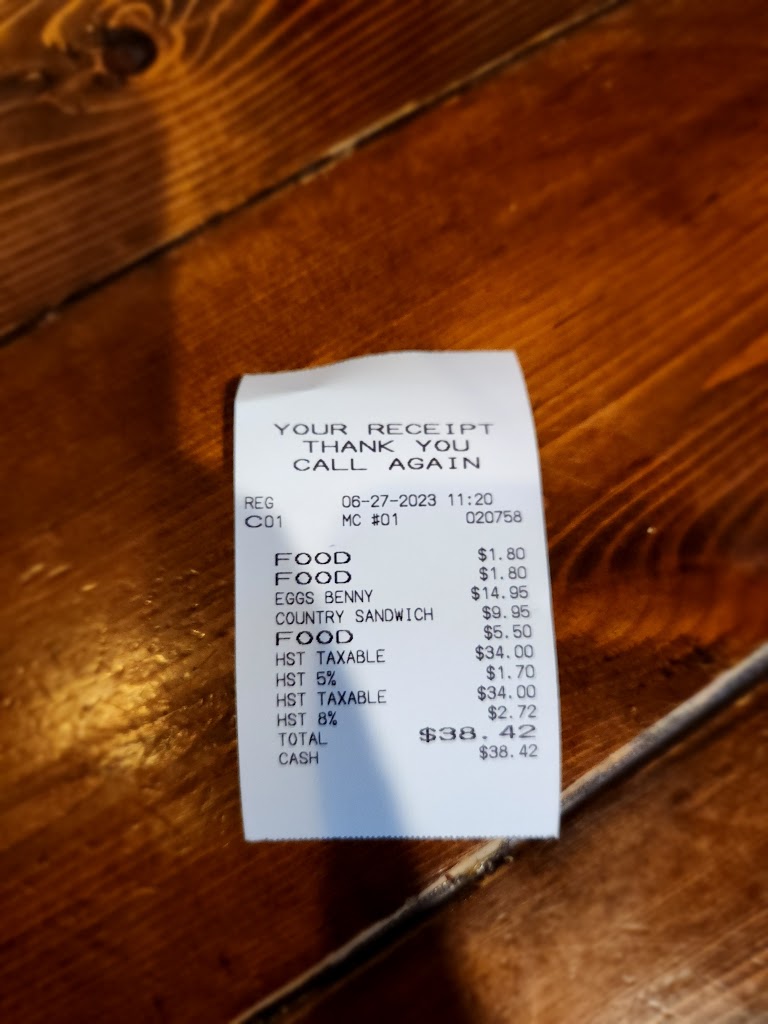 YOUR RECEIPT
THANK YOU
CALL AGAIN
REG 06-27-2023 11:20
C01 MC #01 020758
FOOD $1.80
FOOD $1.80
EGGS BENNY $14.95
COUNTRY SANDWICH $9.95
FOOD $5.50
HST TAXABLE $34.00
HST 5% $1.70
HST TAXABLE $34.00
HST 8% $2.72
TOTAL $38.42
CASH $38.42